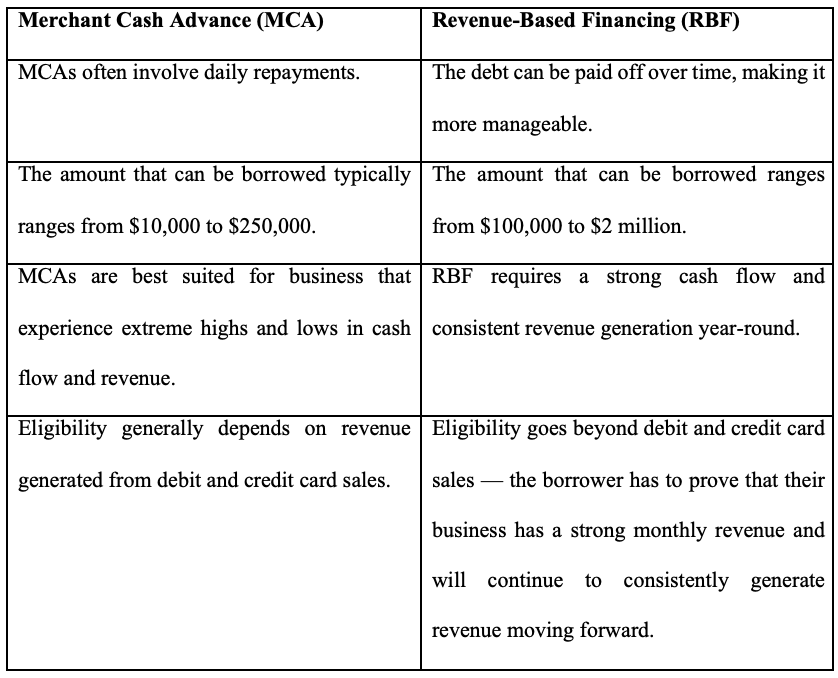 Merchant Cash Advance (MCA)
Revenue-Based Financing (RBF)
MCAs often involve daily repayments.
The debt can be paid off over time, making it
more manageable.
The amount that can be borrowed typically
ranges from $10,000 to $250,000.
The amount that can be borrowed ranges
from $100,000 to $2 million.
MCAs are best suited for business that
experience extreme highs and lows in cash
flow and revenue.
RBF requires a strong cash flow and
consistent revenue generation year-round.
Eligibility generally depends on revenue
generated from debit and credit card sales.
Eligibility goes beyond debit and credit card
sales — the borrower has to prove that their
business has a strong monthly revenue and
will continue to consistently generate
revenue moving forward.